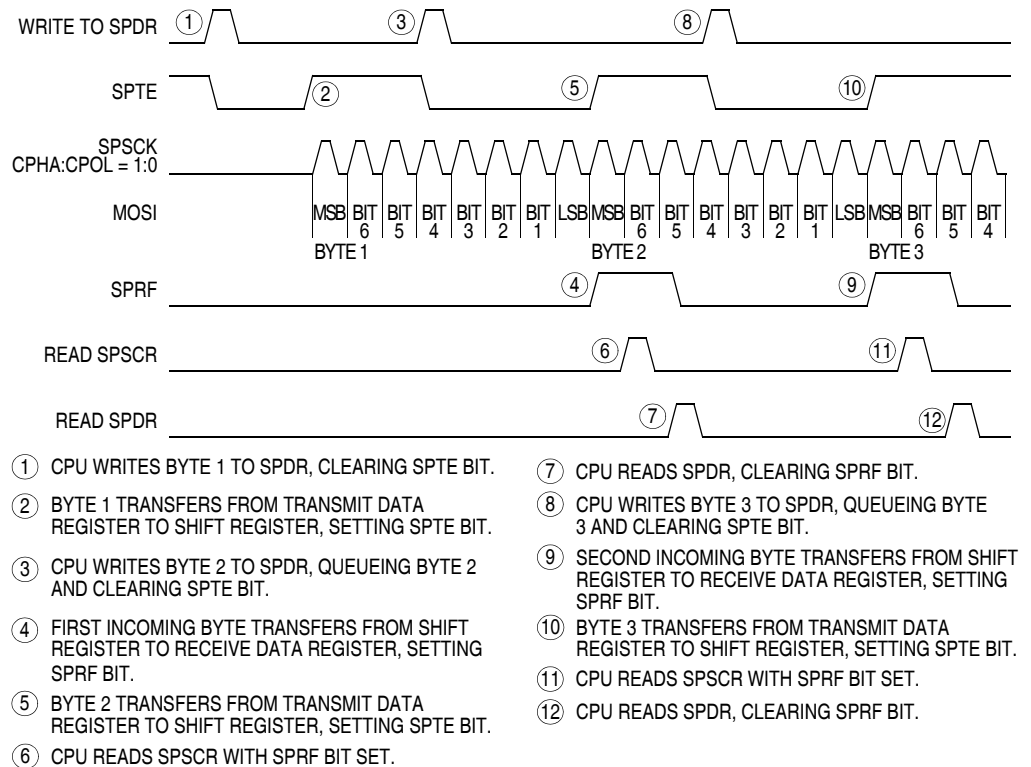 WRITE TO SPDR
1
3
8
SPTE
2
5
10
SPSCK
CPHA:CPOL = 1:0
MOSI
MSB BIT BIT BIT BIT BIT BIT LSB MSB BIT BIT BIT BIT BIT BIT LSB MSB BIT BIT BIT
6 5 4 3 2 1 6 5 4 3 2 1 6 5 4
BYTE 1 BYTE 2 BYTE 3
SPRF
4
9
READ SPSCR
6
11
READ SPDR
7
12
1 CPU WRITES BYTE 1 TO SPDR, CLEARING SPTE BIT.
2 BYTE 1 TRANSFERS FROM TRANSMIT DATA
REGISTER TO SHIFT REGISTER, SETTING SPTE BIT.
3 CPU WRITES BYTE 2 TO SPDR, QUEUEING BYTE 2
AND CLEARING SPTE BIT.
4 FIRST INCOMING BYTE TRANSFERS FROM SHIFT
REGISTER TO RECEIVE DATA REGISTER, SETTING
SPRF BIT.
5 BYTE 2 TRANSFERS FROM TRANSMIT DATA
REGISTER TO SHIFT REGISTER, SETTING SPTE BIT.
6 CPU READS SPSCR WITH SPRF BIT SET.
7 CPU READS SPDR, CLEARING SPRF BIT.
8 CPU WRITES BYTE 3 TO SPDR, QUEUEING BYTE
3 AND CLEARING SPTE BIT.
9 SECOND INCOMING BYTE TRANSFERS FROM SHIFT
REGISTER TO RECEIVE DATA REGISTER, SETTING
SPRF BIT.
10 BYTE 3 TRANSFERS FROM TRANSMIT DATA
REGISTER TO SHIFT REGISTER, SETTING SPTE BIT.
11 CPU READS SPSCR WITH SPRF BIT SET.
12 CPU READS SPDR, CLEARING SPRF BIT.